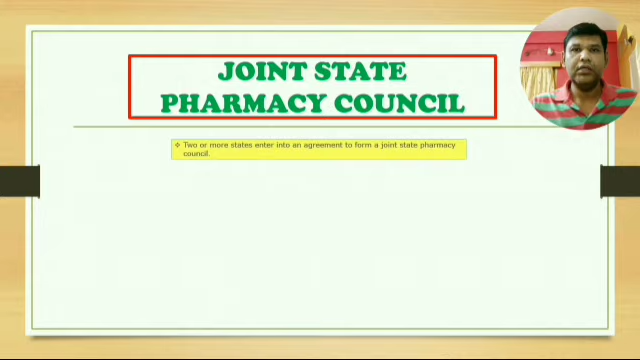 JOINT STATE
PHARMACY COUNCIL
❖ Two or more states enter into an agreement to form a joint state pharmacy
council.